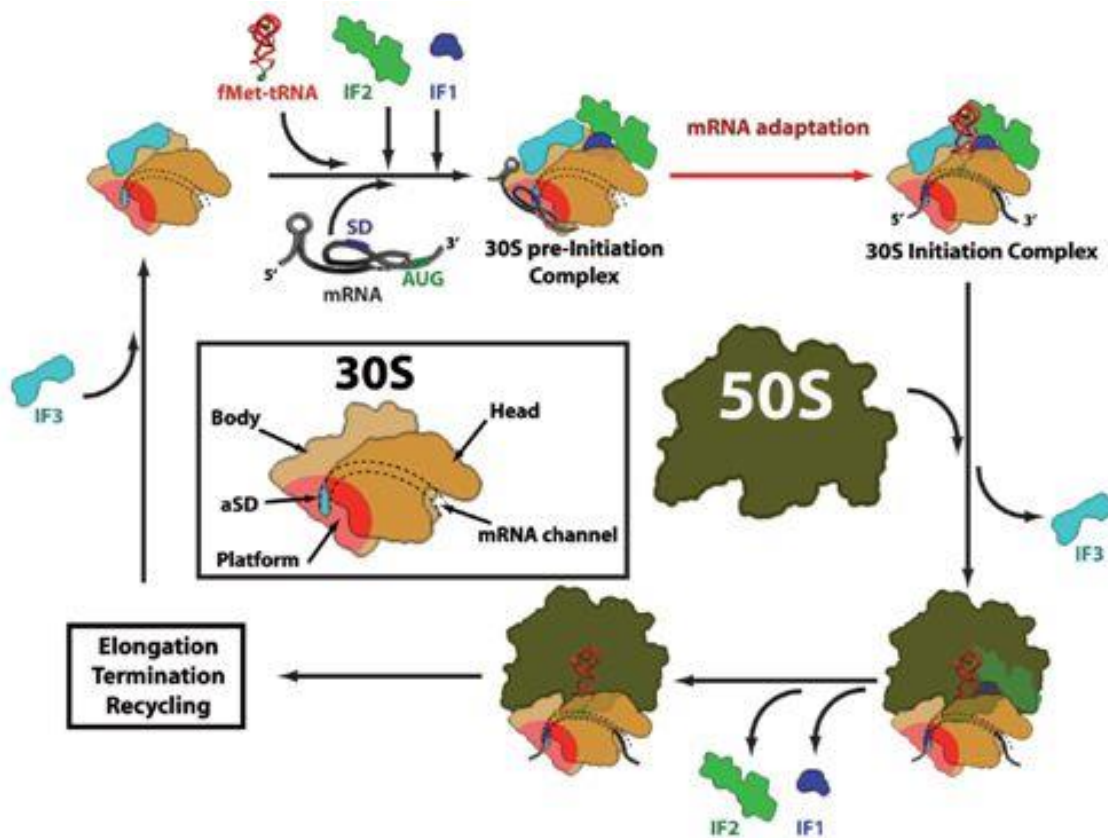 fMet-tRNA
IF2
IF1
mRNA adaptation
SD
3’
5’
AUG
mRNA
30S pre-Initiation
Complex
5’
3’
30S Initiation Complex
IF3
30S
Body
Head
aSD
mRNA channel
Platform
50S
IF3
Elongation
Termination
Recycling
IF2
IF1